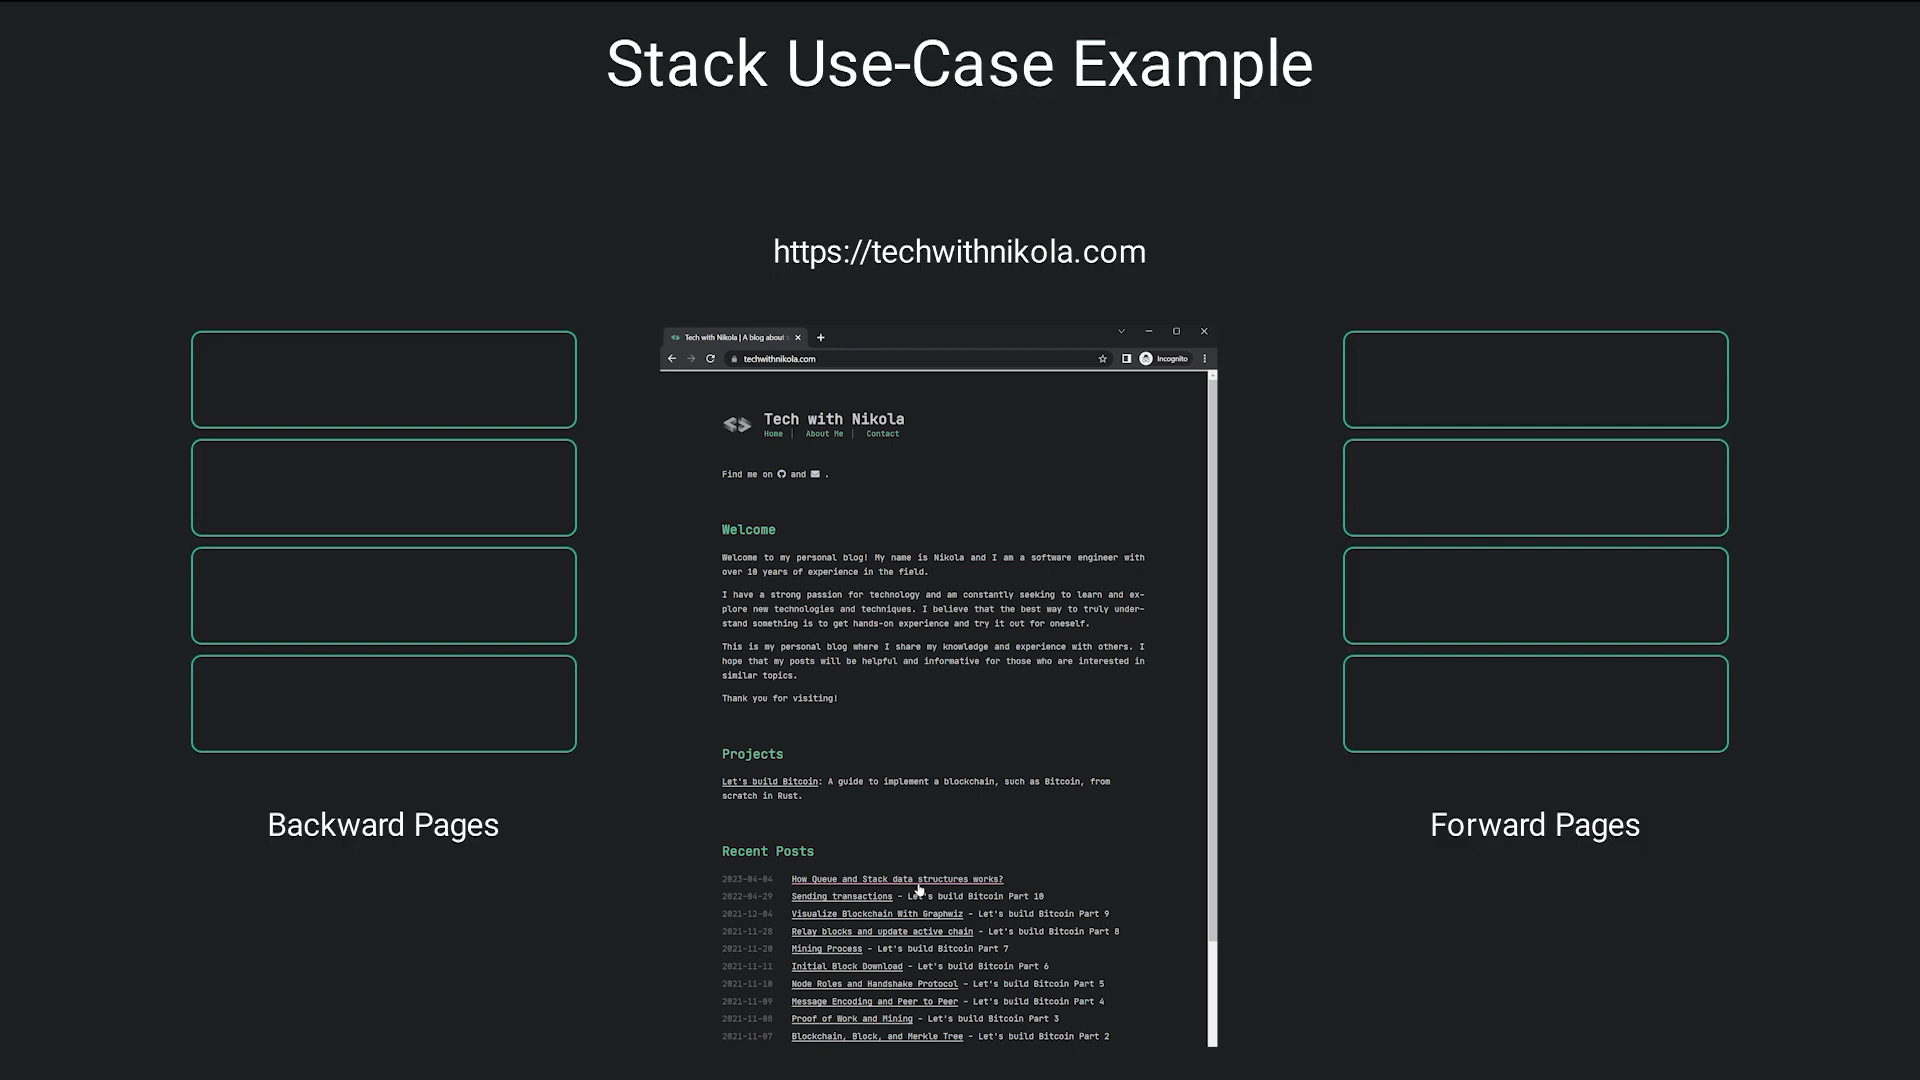 Stack Use-Case Example
https://techwithnikola.com
Tech with Nikola | A blog about
techwithnikola.com
Incognito
Tech with Nikola
Home | About Me | Contact
Find me on and .
Welcome
Welcome to my personal blog! My name is Nikola and I am a software engineer with
over 10 years of experience in the field.
I have a strong passion for technology and am constantly seeking to learn and ex-
plore new technologies and techniques. I believe that the best way to truly under-
stand something is to get hands-on experience and try it out for oneself.
This is my personal blog where I share my knowledge and experience with others. I
hope that my posts will be helpful and informative for those who are interested in
similar topics.
Thank you for visiting!
Projects
Let's build Bitcoin: A guide to implement a blockchain, such as Bitcoin, from
scratch in Rust.
Recent Posts
2023-04-04 How Queue and Stack data structures works?
2022-04-29 Sending transactions - Let's build Bitcoin Part 10
2021-12-04 Visualize Blockchain With Graphwiz - Let's build Bitcoin Part 9
2021-11-28 Relay blocks and update active chain - Let's build Bitcoin Part 8
2021-11-20 Mining Process - Let's build Bitcoin Part 7
2021-11-11 Initial Block Download - Let's build Bitcoin Part 6
2021-11-10 Node Roles and Handshake Protocol - Let's build Bitcoin Part 5
2021-11-09 Message Encoding and Peer to Peer - Let's build Bitcoin Part 4
2021-11-08 Proof of Work and Mining - Let's build Bitcoin Part 3
2021-11-07 Blockchain, Block, and Merkle Tree - Let's build Bitcoin Part 2
Backward Pages
Forward Pages